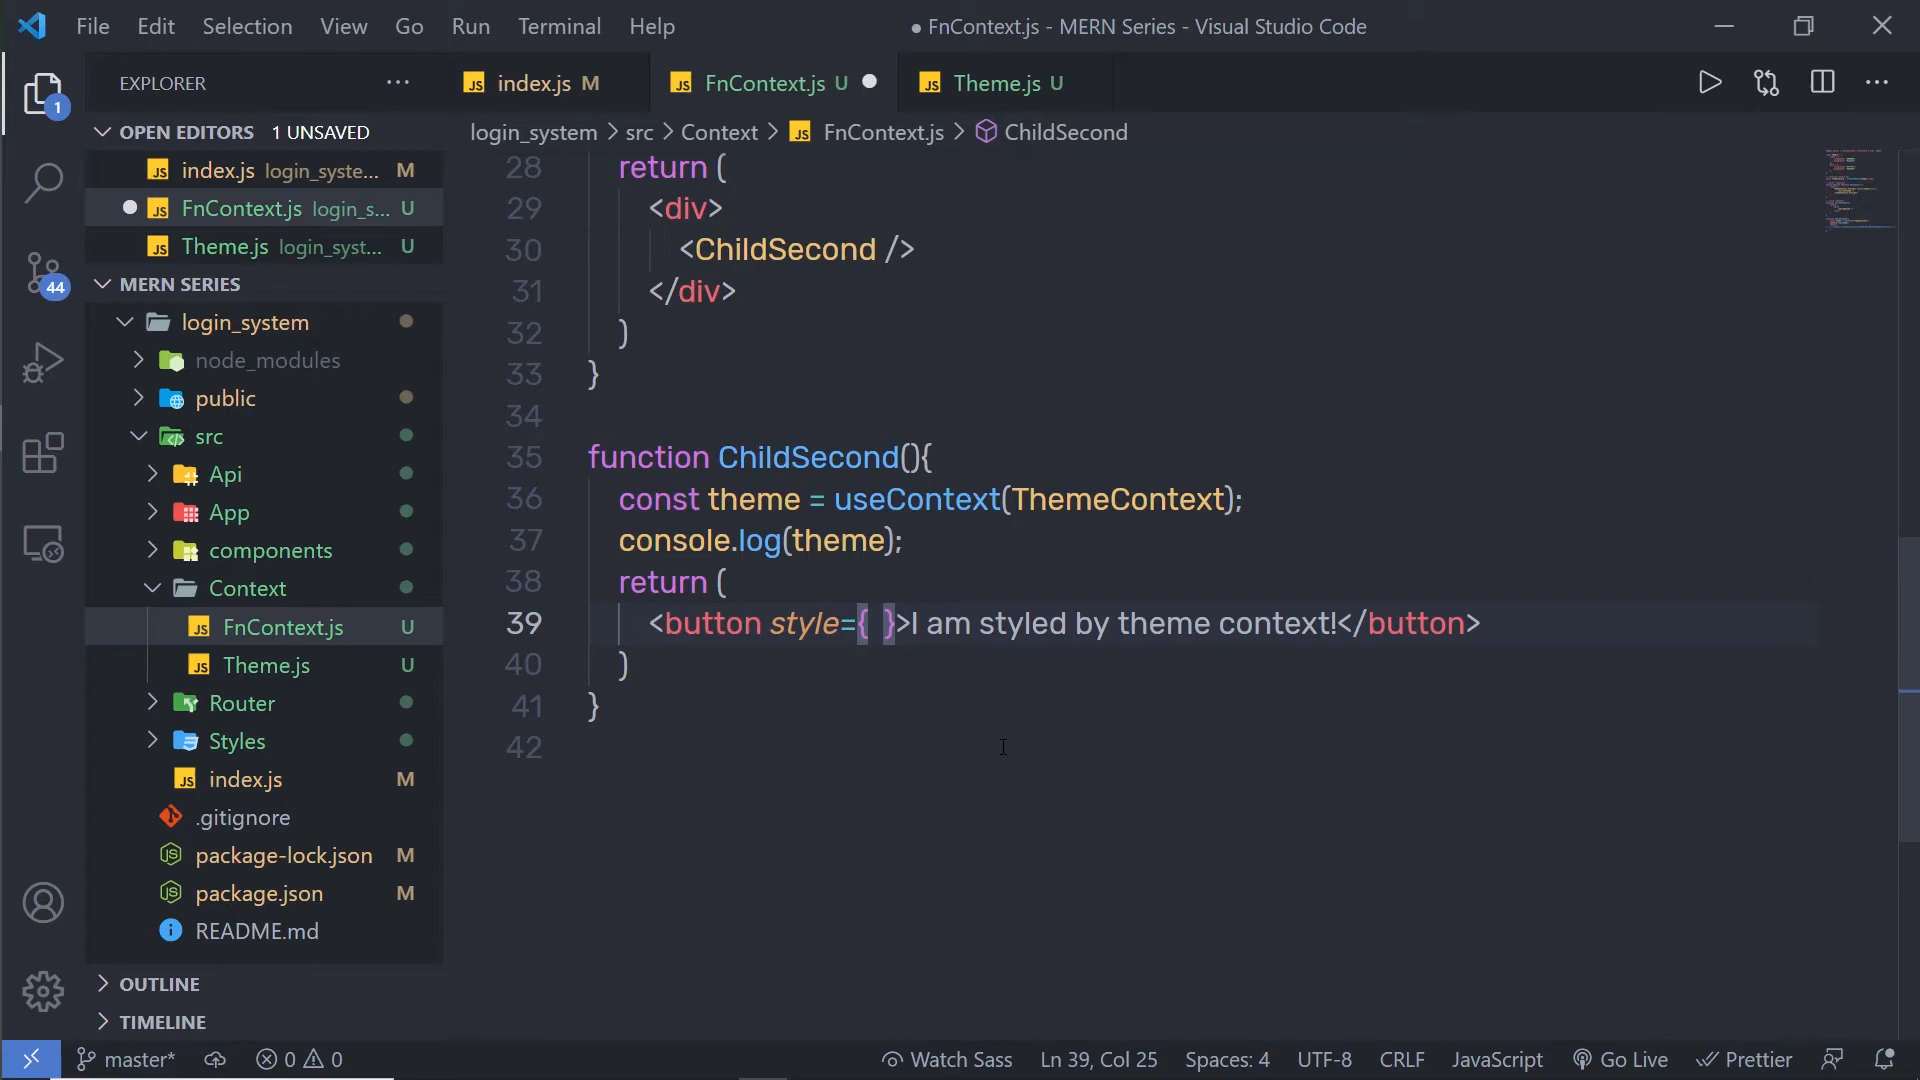 File Edit Selection View Go Run Terminal Help
● FnContext.js - MERN Series - Visual Studio Code
EXPLORER
index.js M
FnContext.js U
Theme.js U
OPEN EDITORS 1 UNSAVED
login_system > src > Context > FnContext.js > ChildSecond
index.js login_syste... M
FnContext.js login_s... U
Theme.js login_syst... U
MERN SERIES
login_system
node_modules
public
src
Api
App
components
Context
FnContext.js U
Theme.js U
Router
Styles
index.js M
.gitignore
package-lock.json M
package.json M
README.md
OUTLINE
TIMELINE
1
44
28 return (
29 <div>
30 <ChildSecond />
31 </div>
32 )
33 }
34
35 function ChildSecond(){
36 const theme = useContext(ThemeContext);
37 console.log(theme);
38 return (
39 <button style={ }>I am styled by theme context!</button>
40 )
41 }
42
master* 0 0 Watch Sass Ln 39, Col 25 Spaces: 4 UTF-8 CRLF JavaScript Go Live Prettier